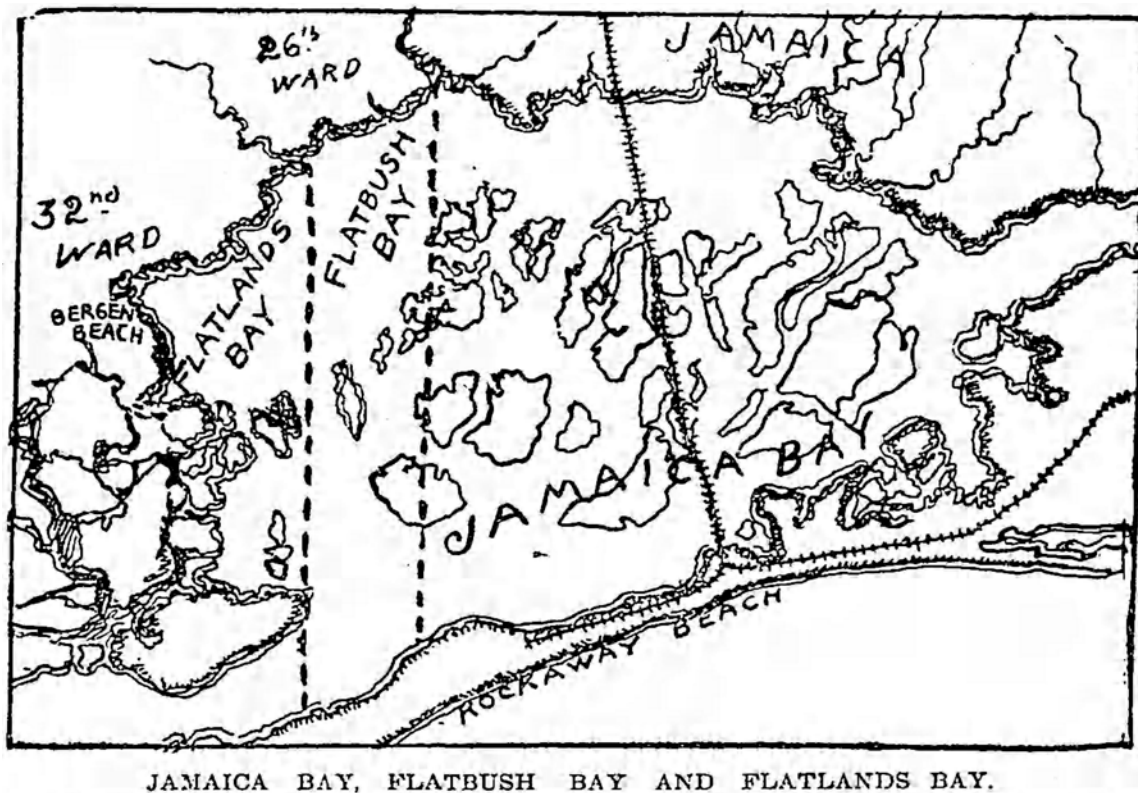 26th
WARD
JAMAICA
32nd
WARD
FLATBUSH
BAY
FLATLANDS
BAY
BERGEN
BEACH
JAMAICA BAY
ROCKAWAY BEACH
JAMAICA BAY, FLATBUSH BAY AND FLATLANDS BAY.